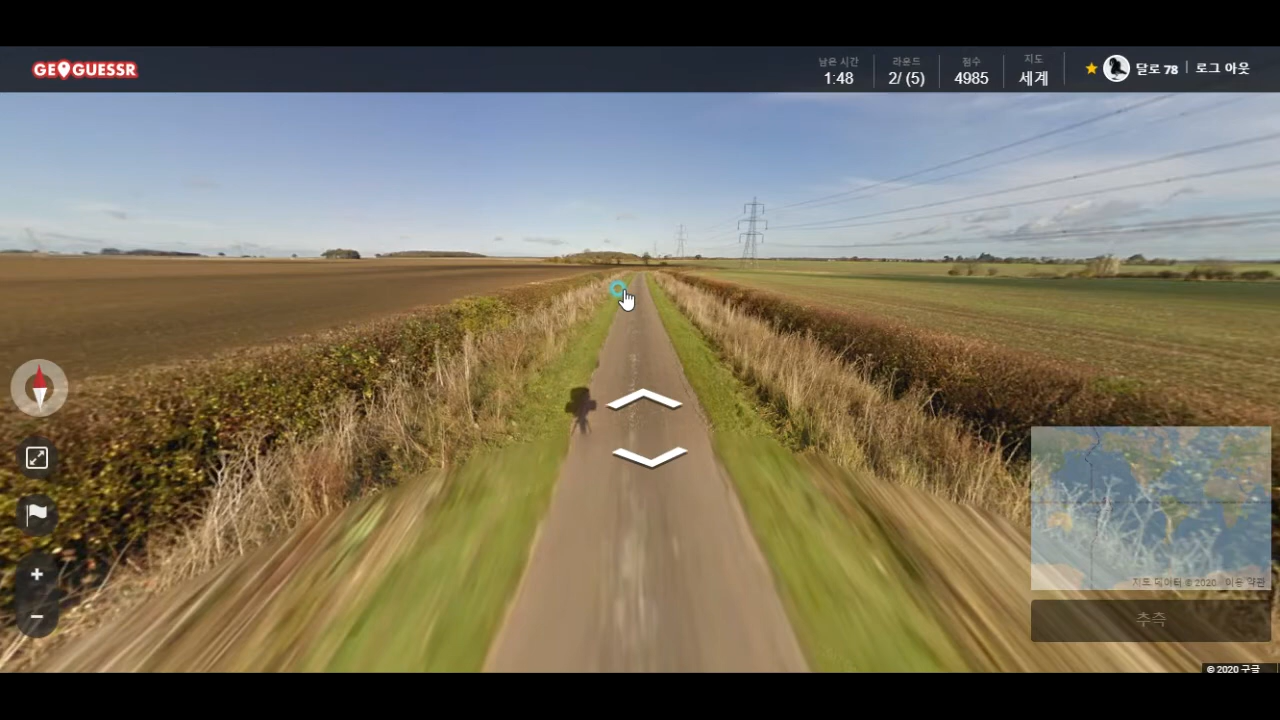 GEOGUESSR
남은 시간
1:48
라운드
2/ (5)
점수
4985
지도
세계
달로 78
로그 아웃
지도 데이터 © 2020
이용 약관
추측
© 2020 구글